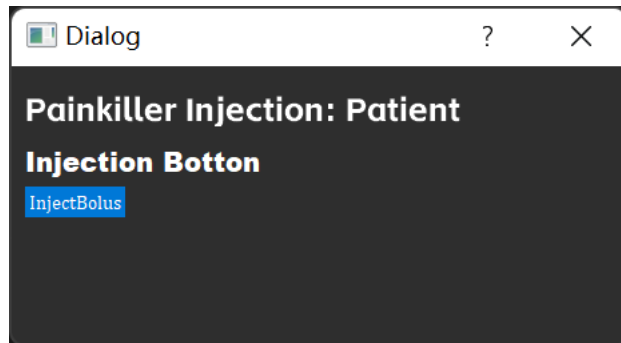 Dialog ?
Painkiller Injection: Patient
Injection Botton
InjectBolus